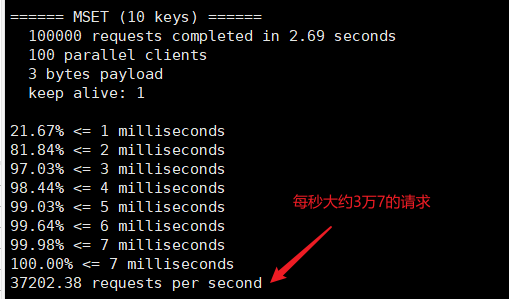 ====== MSET (10 keys) ======
100000 requests completed in 2.69 seconds
100 parallel clients
3 bytes payload
keep alive: 1
21.67% <= 1 milliseconds
81.84% <= 2 milliseconds
97.03% <= 3 milliseconds
98.44% <= 4 milliseconds
99.03% <= 5 milliseconds
99.64% <= 6 milliseconds
99.98% <= 7 milliseconds
100.00% <= 7 milliseconds
37202.38 requests per second
每秒大约3万7的请求